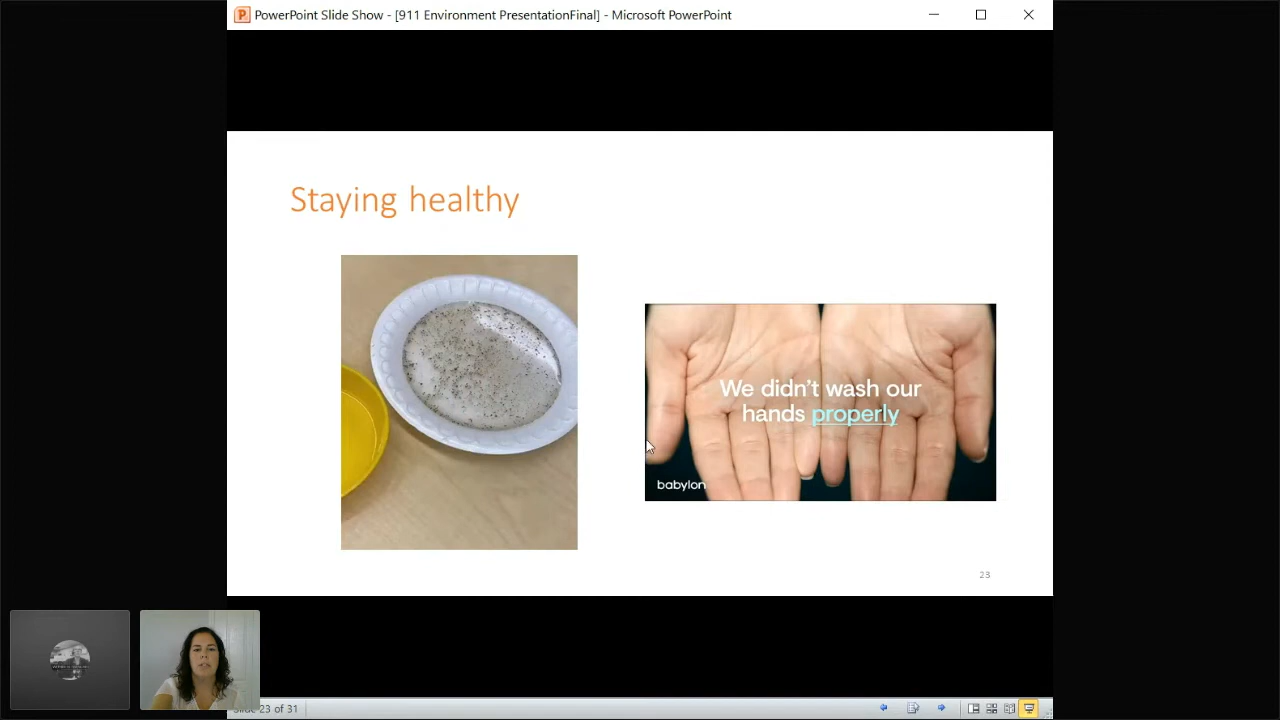 PowerPoint Slide Show - [911 Environment PresentationFinal] - Microsoft PowerPoint
Staying healthy
We didn't wash our
hands properly
babylon
23
Slide 23 of 31